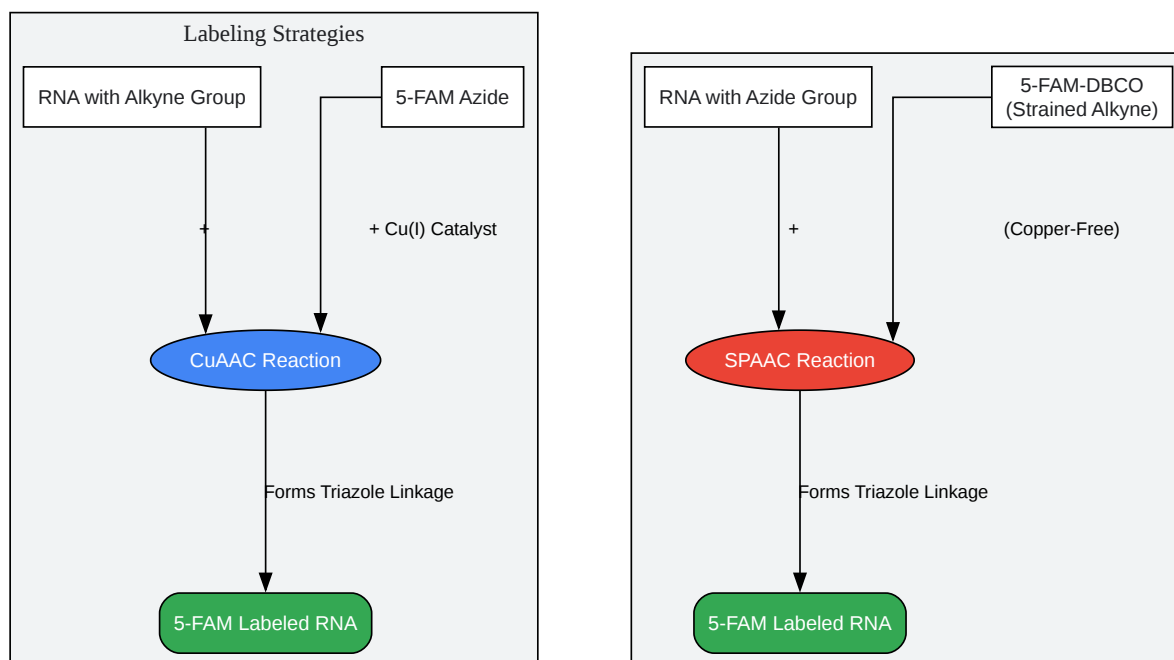 Labeling Strategies
RNA with Alkyne Group
5-FAM Azide
+
+ Cu(I) Catalyst
CuAAC Reaction
Forms Triazole Linkage
5-FAM Labeled RNA
RNA with Azide Group
5-FAM-DBCO
(Strained Alkyne)
+
(Copper-Free)
SPAAC Reaction
Forms Triazole Linkage
5-FAM Labeled RNA